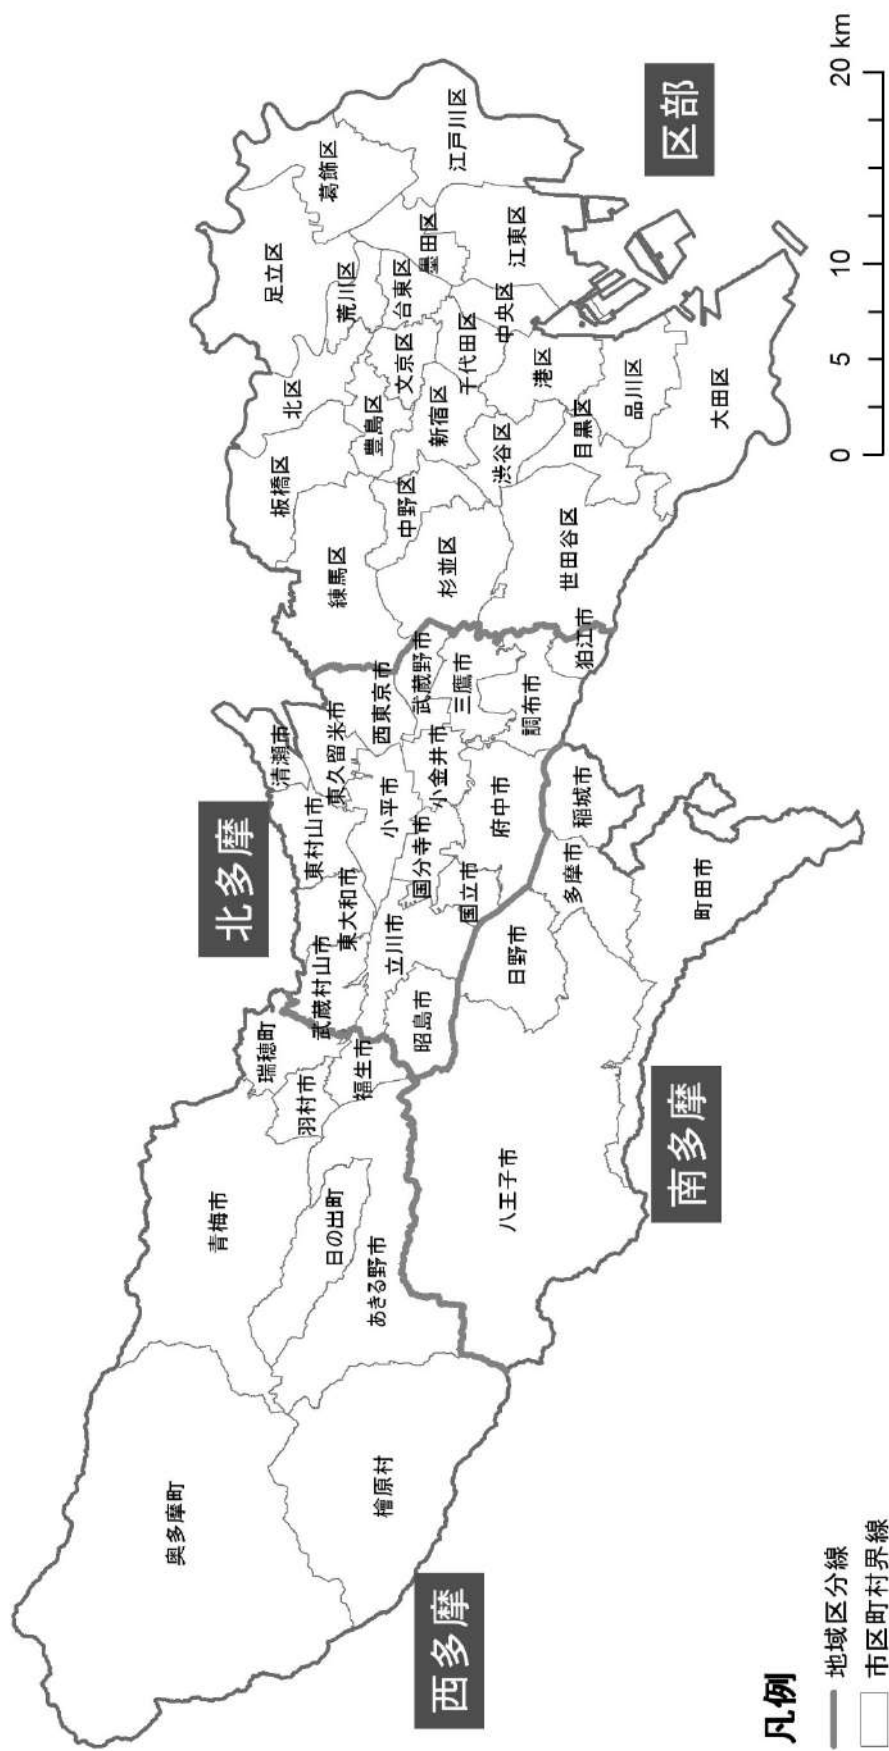 北多摩
西多摩
南多摩
区部
奥多摩町
檜原村
青梅市
日の出町
あきる野市
瑞穂町
羽村市
福生市
八王子市
日野市
多摩市
稲城市
町田市
武蔵村山市
東大和市
東村山市
清瀬市
東久留米市
西東京市
立川市
昭島市
小平市
国分寺市
国立市
小金井市
府中市
武蔵野市
三鷹市
調布市
狛江市
練馬区
板橋区
北区
足立区
葛飾区
荒川区
豊島区
中野区
杉並区
新宿区
文京区
台東区
墨田区
江戸川区
千代田区
中央区
江東区
渋谷区
港区
世田谷区
目黒区
品川区
大田区
凡例
地域区分線
市区町村界線
0 5 10 20 km